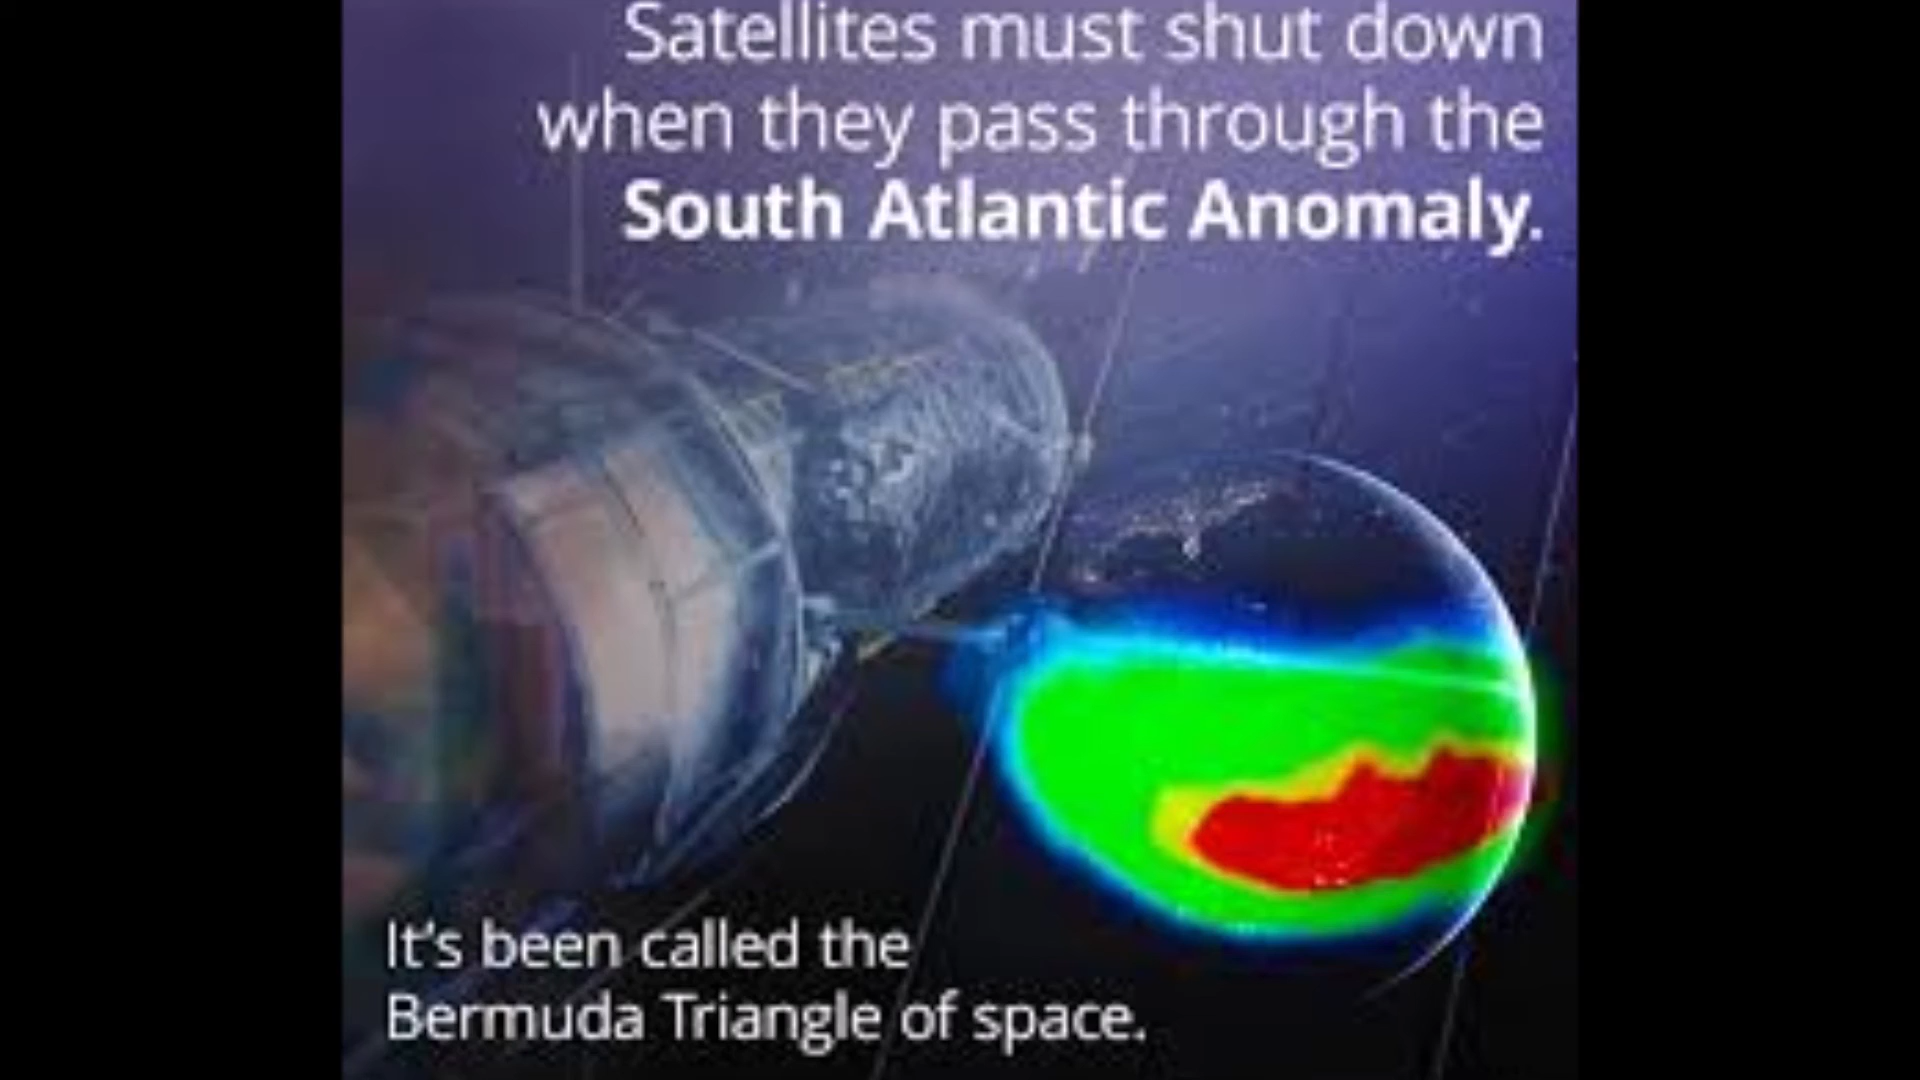 Satellites must shut down
when they pass through the
South Atlantic Anomaly.
It's been called the
Bermuda Triangle of space.